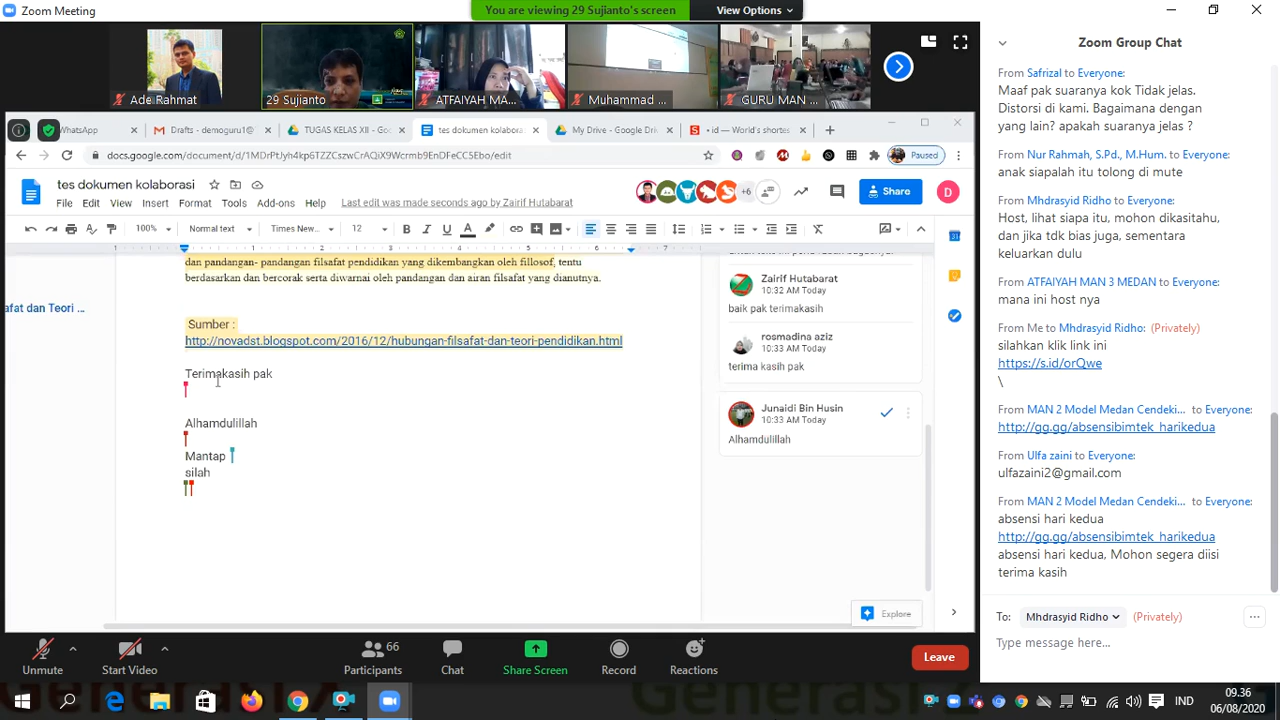 Zoom Meeting
You are viewing 29 Sujianto's screen
View Options
Ade Rahmat
29 Sujianto
ATFAIYAH MA...
Muhammad ...
GURU MAN ...
WhatsApp
Drafts - demoguru1@
TUGAS KELAS XII - Go
tes dokumen kolabora
My Drive - Google Dri
• id — World's shortes
docs.google.com/document/d/1MDrPtJyh4kp6TZZCszwCrAQiX9Wcrmb9EnDFeCC5Ebo/edit
Paused
tes dokumen kolaborasi
File Edit View Insert Format Tools Add-ons Help
Last edit was made seconds ago by Zairif Hutabarat
+6
Share
D
100%
Normal text
Times New...
12
B I U A
1 1 2 3 4 5 6 7
dan pandangan- pandangan filsafat pendidikan yang dikembangkan oleh fillosof, tentu
berdasarkan dan bercorak serta diwarnai oleh pandangan dan airan filsafat yang dianutnya.
afat dan Teori ...
Sumber :
http://novadst.blogspot.com/2016/12/hubungan-filsafat-dan-teori-pendidikan.html
Terimakasih pak
Alhamdulillah
Mantap
silah
Zairif Hutabarat
10:32 AM Today
baik pak terimakasih
rosmadina aziz
10:33 AM Today
terima kasih pak
Junaidi Bin Husin
10:33 AM Today
Alhamdulillah
Explore
Zoom Group Chat
From Safrizal to Everyone:
Maaf pak suaranya kok Tidak jelas.
Distorsi di kami. Bagaimana dengan
yang lain? apakah suaranya jelas ?
From Nur Rahmah, S.Pd., M.Hum. to Everyone:
anak siapalah itu tolong di mute
From Mhdrasyid Ridho to Everyone:
Host, lihat siapa itu, mohon dikasitahu,
dan jika tdk bias juga, sementara
keluarkan dulu
From ATFAIYAH MAN 3 MEDAN to Everyone:
mana ini host nya
From Me to Mhdrasyid Ridho: (Privately)
silahkan klik link ini
https://s.id/orQwe
\
From MAN 2 Model Medan Cendeki... to Everyone:
http://gg.gg/absensibimtek_harikedua
From Ulfa zaini to Everyone:
ulfazaini2@gmail.com
From MAN 2 Model Medan Cendeki... to Everyone:
absensi hari kedua
http://gg.gg/absensibimtek_harikedua
absensi hari kedua, Mohon segera diisi
terima kasih
To: Mhdrasyid Ridho (Privately)
Type message here...
Unmute
Start Video
66
Participants
Chat
Share Screen
Record
Reactions
Leave
IND
09.36
06/08/2020